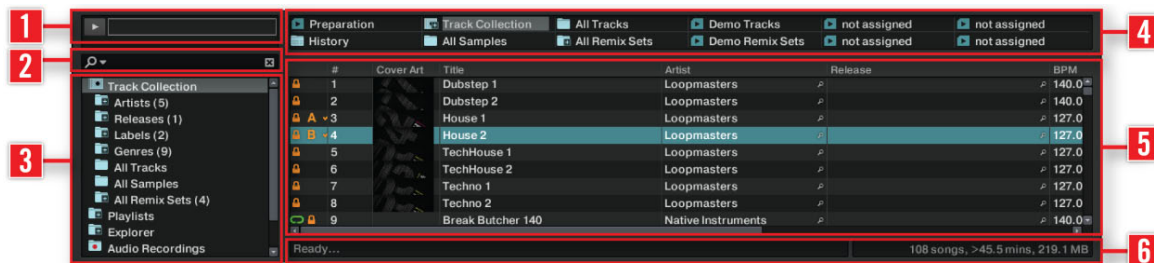 1
2
3
Track Collection
Artists (5)
Releases (1)
Labels (2)
Genres (9)
All Tracks
All Samples
All Remix Sets (4)
Playlists
Explorer
Audio Recordings
Preparation Track Collection All Tracks Demo Tracks not assigned not assigned
History All Samples All Remix Sets Demo Remix Sets not assigned not assigned
4
# Cover Art Title Artist Release BPM
1 Dubstep 1 Loopmasters 140.0
2 Dubstep 2 Loopmasters 140.0
A 3 House 1 Loopmasters 127.0
B 4 House 2 Loopmasters 127.0
5 TechHouse 1 Loopmasters 127.0
6 TechHouse 2 Loopmasters 127.0
7 Techno 1 Loopmasters 127.0
8 Techno 2 Loopmasters 127.0
9 Break Butcher 140 Native Instruments 140.0
5
Ready... 108 songs, >45.5 mins, 219.1 MB
6